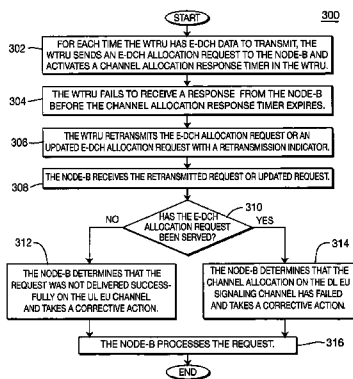 START
300
302
FOR EACH TIME THE WTRU HAS E-DCH DATA TO TRANSMIT, THE
WTRU SENDS AN E-DCH ALLOCATION REQUEST TO THE NODE-B AND
ACTIVATES A CHANNEL ALLOCATION RESPONSE TIMER IN THE WTRU.
304
THE WTRU FAILS TO RECEIVE A RESPONSE FROM THE NODE-B
BEFORE THE CHANNEL ALLOCATION RESPONSE TIMER EXPIRES.
306
THE WTRU RETRANSMITS THE E-DCH ALLOCATION REQUEST OR AN
UPDATED E-DCH ALLOCATION REQUEST WITH A RETRANSMISSION INDICATOR.
308
THE NODE-B RECEIVES THE RETRANSMITTED REQUEST OR UPDATED REQUEST.
310
HAS THE E-DCH
ALLOCATION REQUEST
BEEN SERVED?
NO
YES
312
THE NODE-B DETERMINES THAT THE
REQUEST WAS NOT DELIVERED SUCCESS-
FULLY ON THE UL EU CHANNEL
AND TAKES A CORRECTIVE ACTION.
314
THE NODE-B DETERMINES THAT THE
CHANNEL ALLOCATION ON THE DL EU
SIGNALING CHANNEL HAS FAILED
AND TAKES A CORRECTIVE ACTION.
THE NODE-B PROCESSES THE REQUEST.
316
END